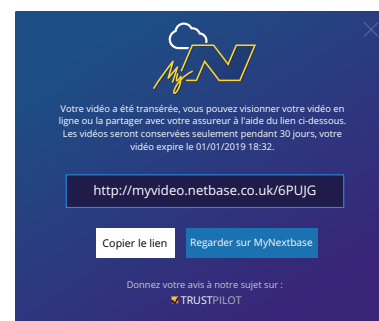 My N
Votre vidéo a été transérée, vous pouvez visionner votre vidéo en
ligne ou la partager avec votre assureur à l'aide du lien ci-dessous.
Les vidéos seront conservées seulement pendant 30 jours, votre
vidéo expire le 01/01/2019 18:32.
http://myvideo.netbase.co.uk/6PUJG
Copier le lien Regarder sur MyNextbase
Donnez votre avis à notre sujet sur :
TRUSTPILOT